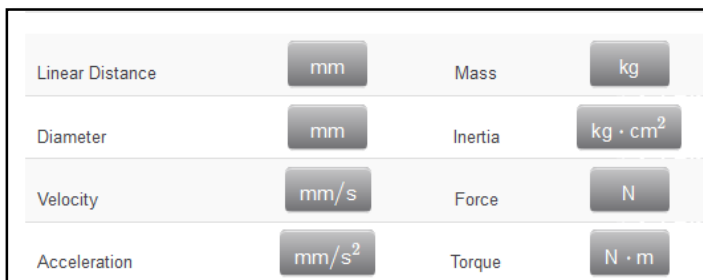 Linear Distance mm Mass kg
Diameter mm Inertia kg · cm²
Velocity mm/s Force N
Acceleration mm/s² Torque N · m